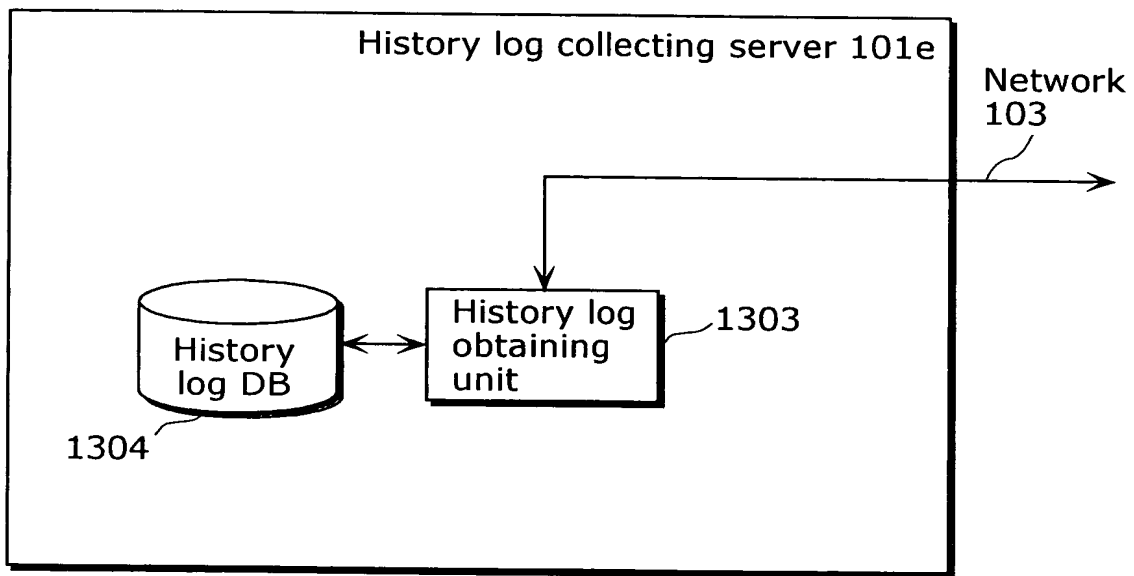 History log collecting server 101e
Network
103
History log
obtaining
unit
1303
History
log DB
1304